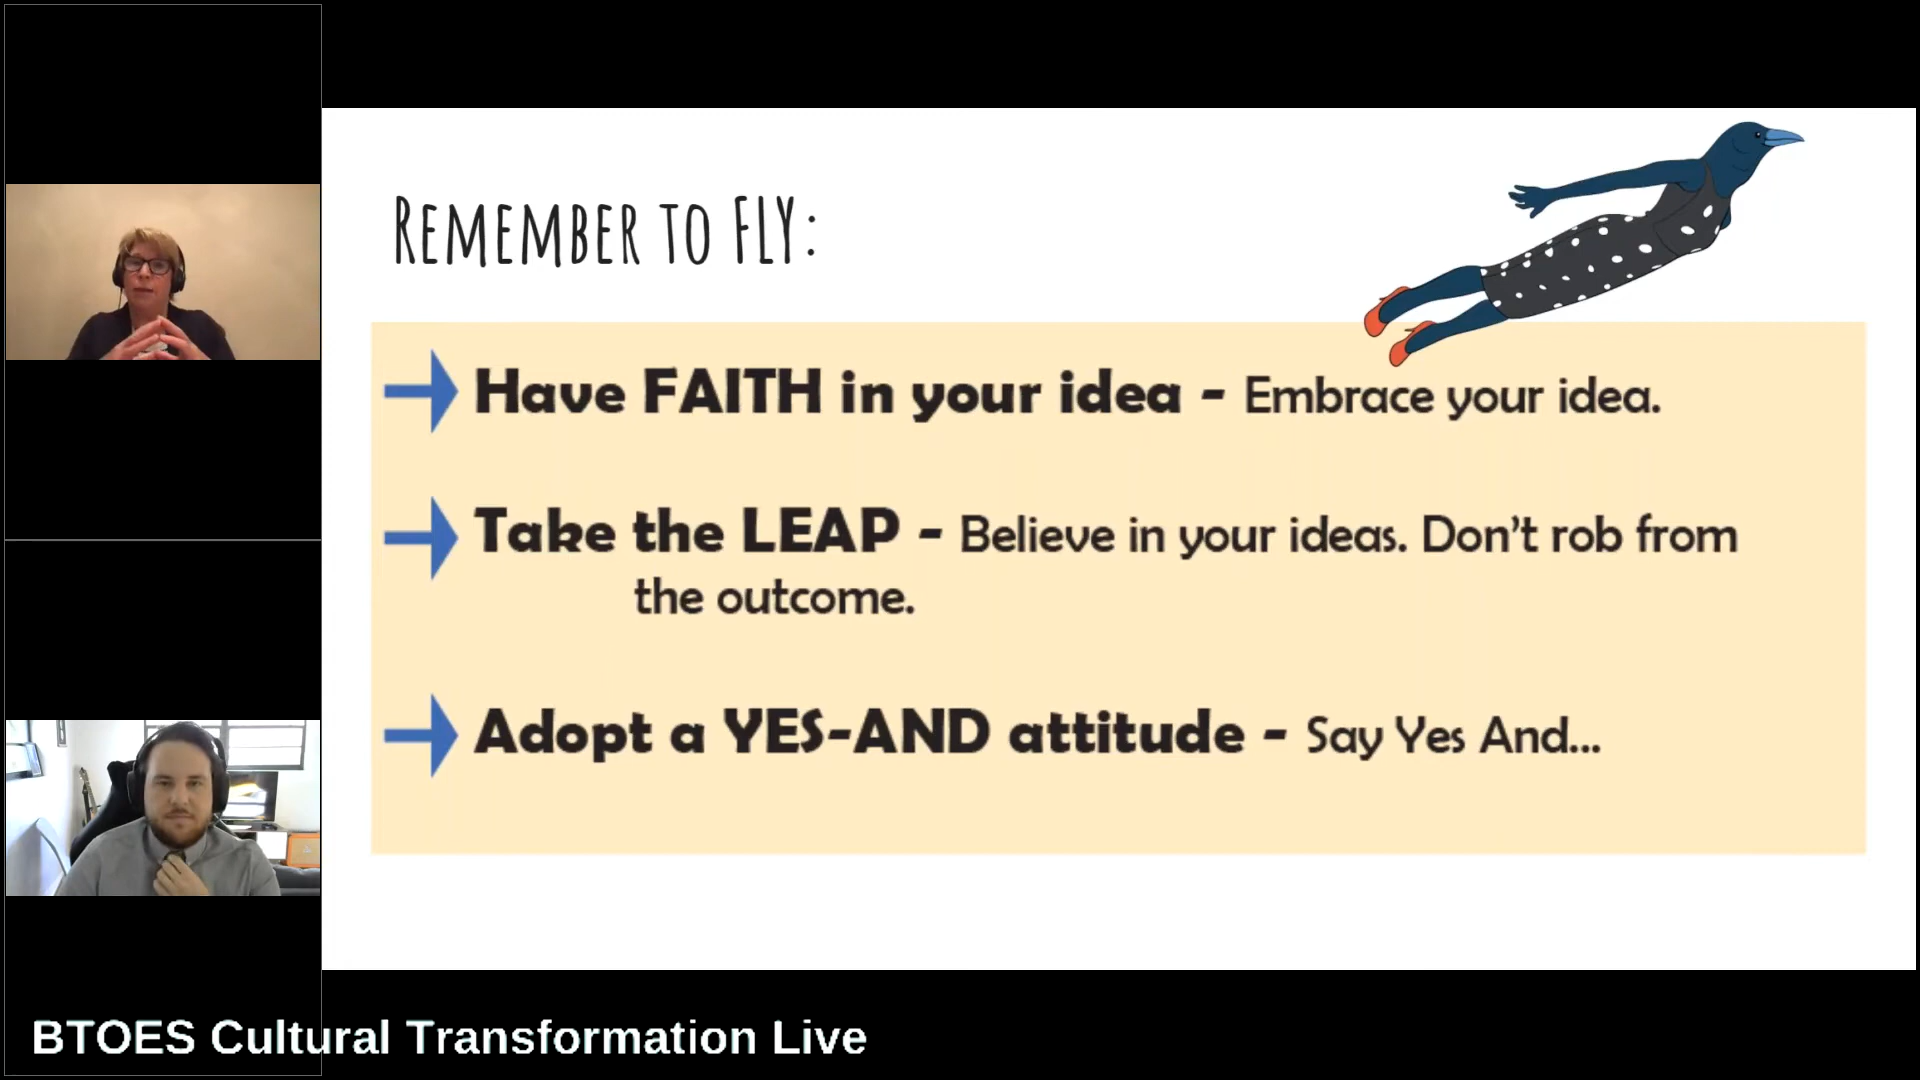 Remember to FLY:
Have FAITH in your idea - Embrace your idea.
Take the LEAP - Believe in your ideas. Don't rob from
the outcome.
Adopt a YES-AND attitude - Say Yes And...
BTOES Cultural Transformation Live